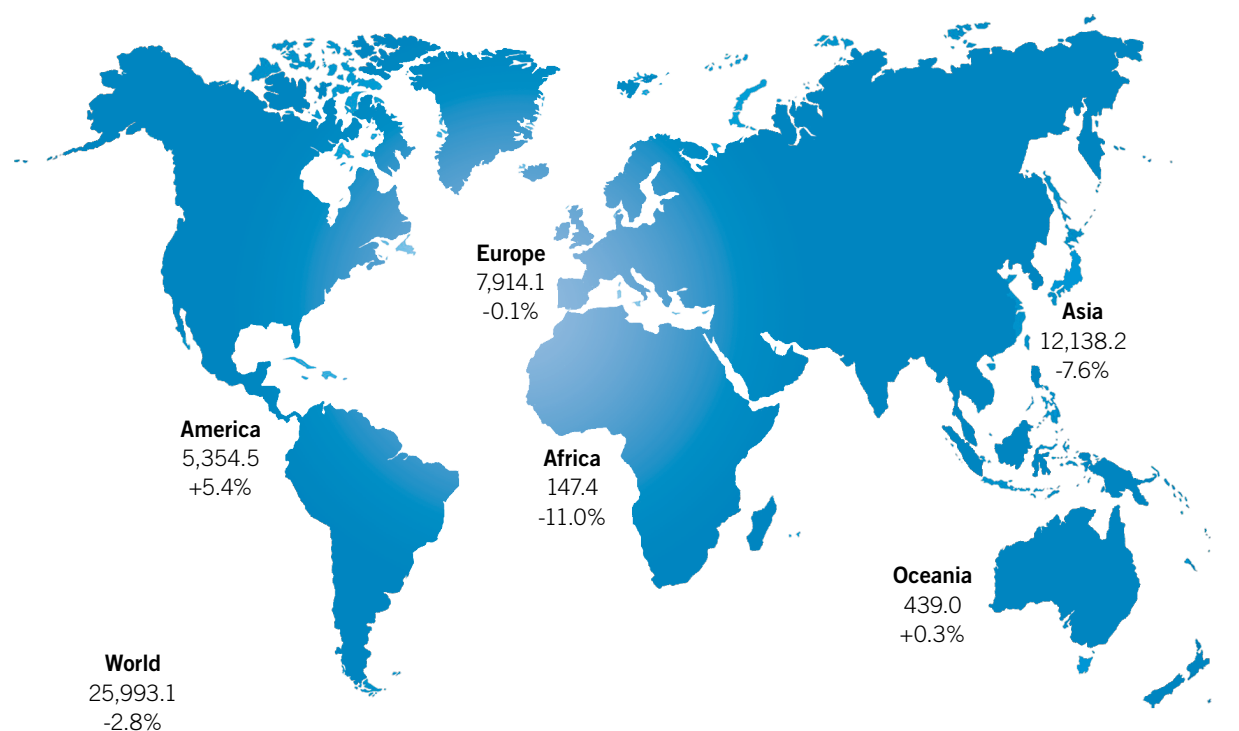 Europe
7,914.1
-0.1%
Asia
12,138.2
-7.6%
America
5,354.5
+5.4%
Africa
147.4
-11.0%
Oceania
439.0
+0.3%
World
25,993.1
-2.8%